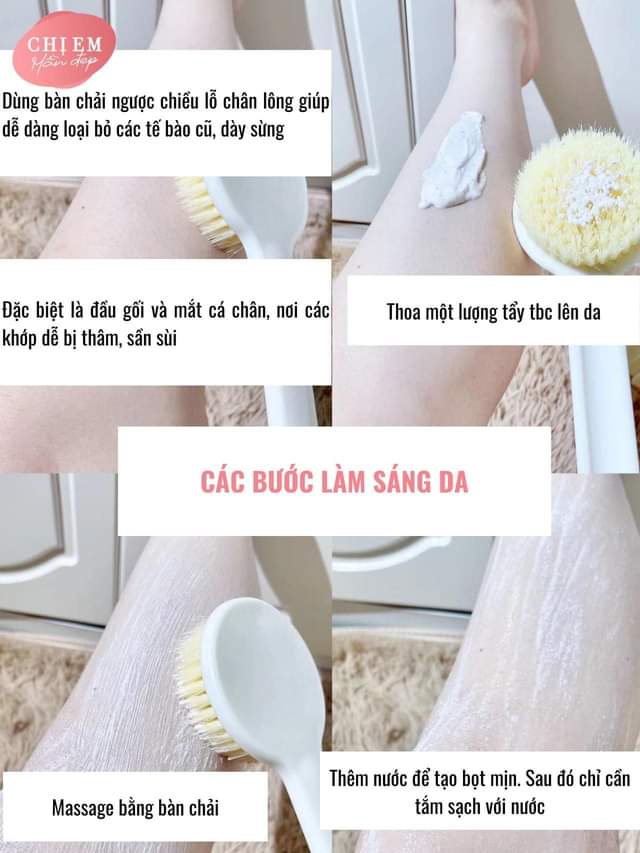 CHỊ EM
Mần đẹp
Dùng bàn chải ngược chiều lỗ chân lông giúp
dễ dàng loại bỏ các tế bào cũ, dày sừng
Đặc biệt là đầu gối và mắt cá chân, nơi các
khớp dễ bị thâm, sần sùi
Thoa một lượng tẩy tbc lên da
CÁC BƯỚC LÀM SÁNG DA
Massage bằng bàn chải
Thêm nước để tạo bọt mịn. Sau đó chỉ cần
tắm sạch với nước